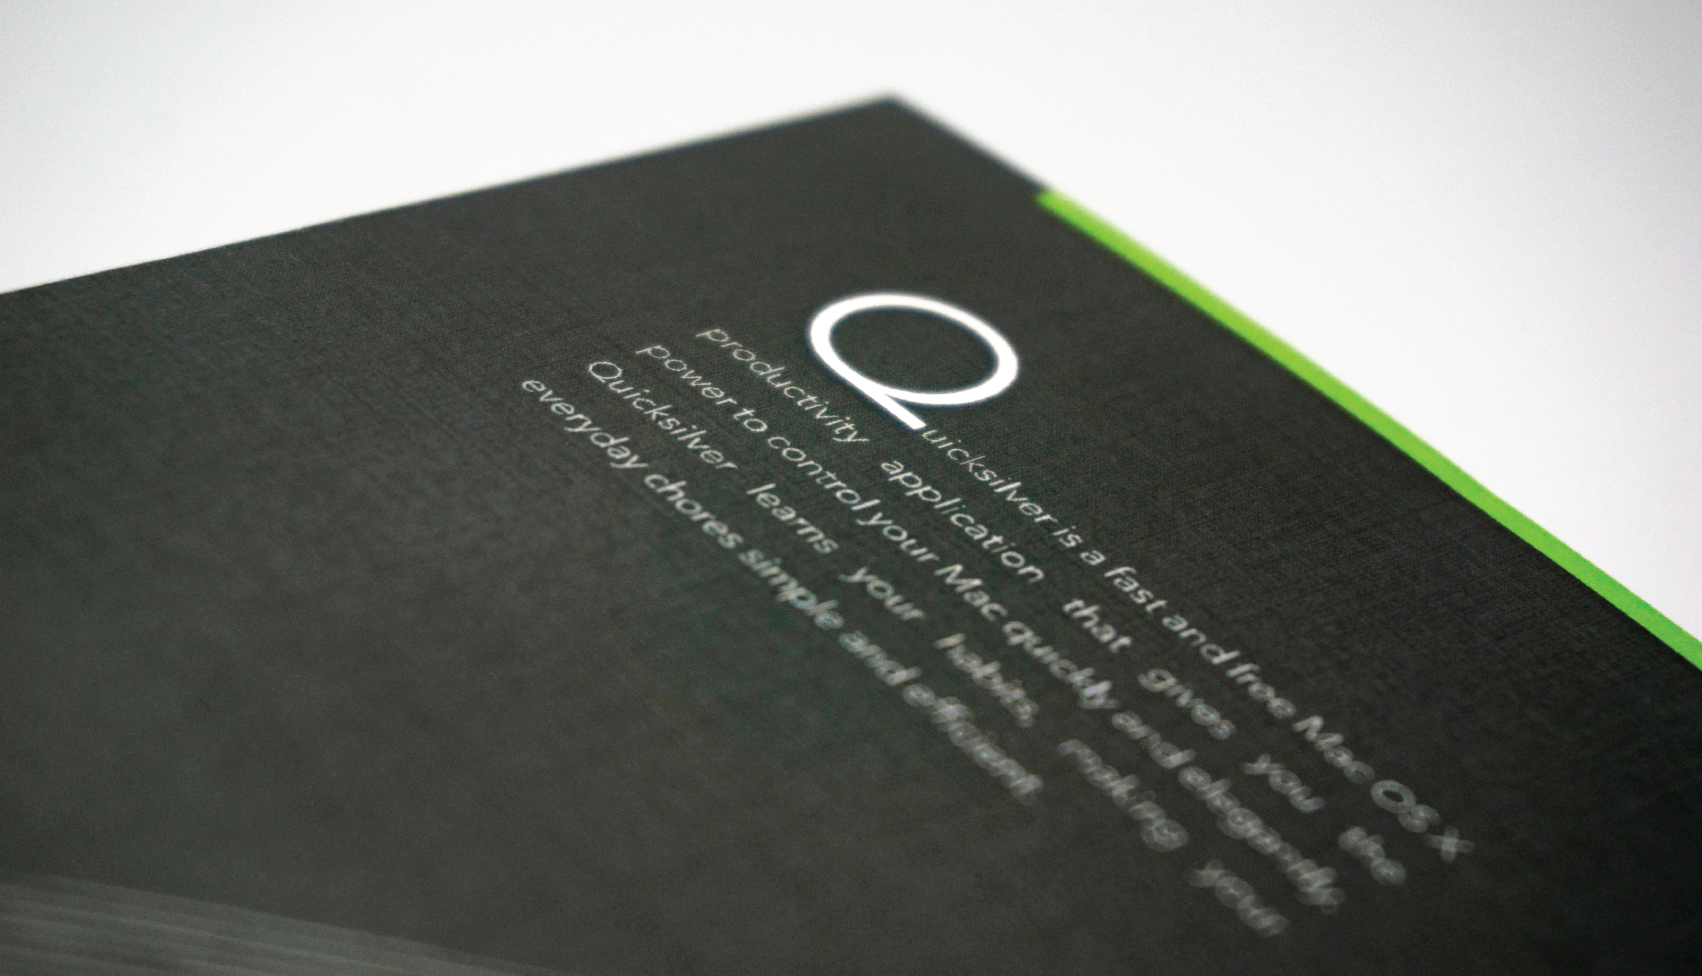 Quicksilver is a fast and free Mac OS X
productivity application that gives you the
power to control your Mac quickly and elegantly.
Quicksilver learns your habits, making your
everyday chores simple and efficient.